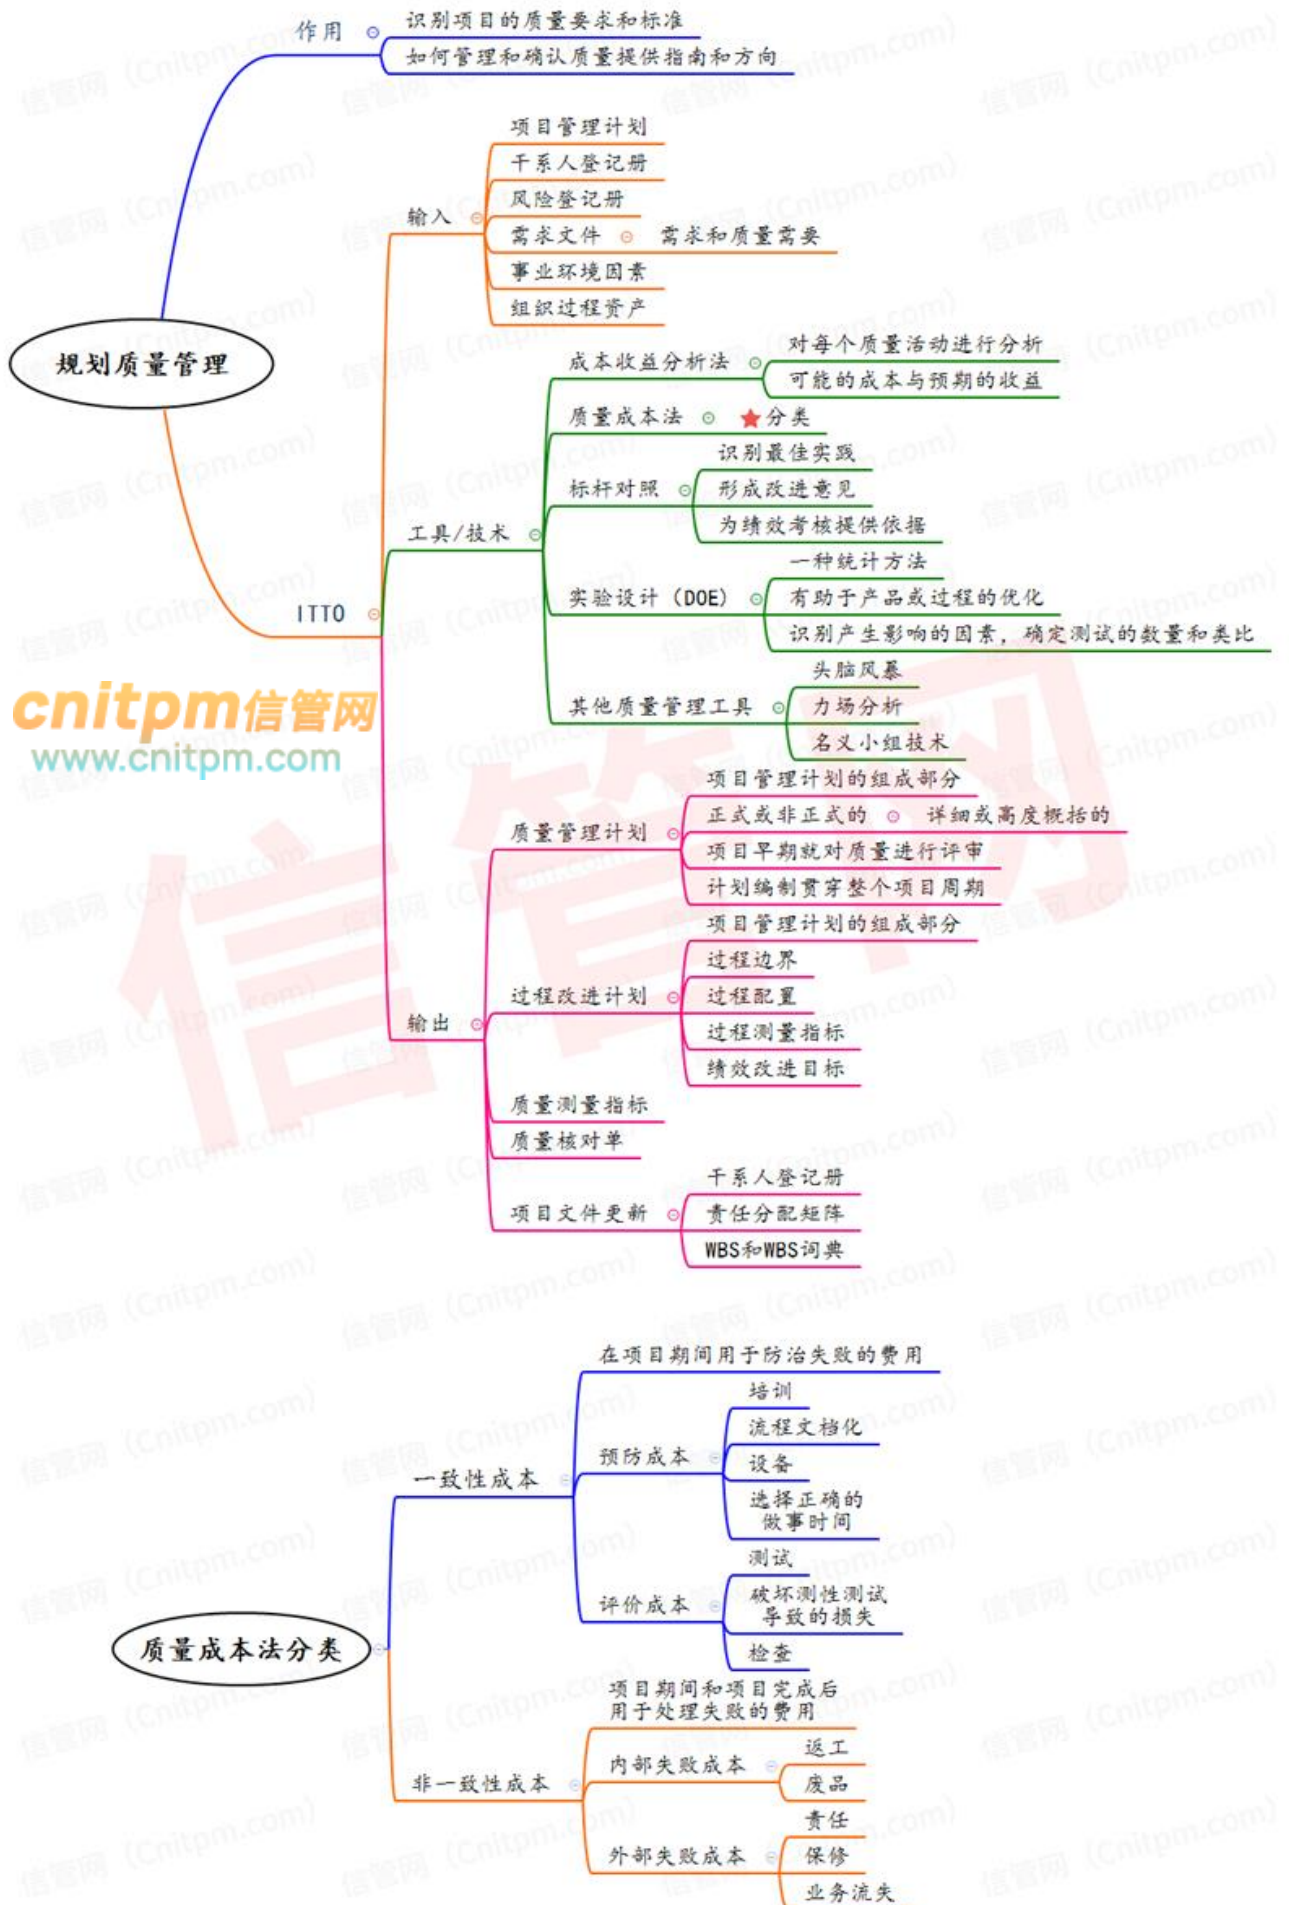 作用
识别项目的质量要求和标准
如何管理和确认质量提供指南和方向
规划质量管理
ITTO
输入
项目管理计划
干系人登记册
风险登记册
需求文件
需求和质量需要
事业环境因素
组织过程资产
工具/技术
成本收益分析法
对每个质量活动进行分析
可能的成本与预期的收益
质量成本法
分类
标杆对照
识别最佳实践
形成改进意见
为绩效考核提供依据
实验设计（DOE）
一种统计方法
有助于产品或过程的优化
识别产生影响的因素，确定测试的数量和类比
其他质量管理工具
头脑风暴
力场分析
名义小组技术
cnitpm信管网
www.cnitpm.com
输出
质量管理计划
项目管理计划的组成部分
正式或非正式的
详细或高度概括的
项目早期就对质量进行评审
计划编制贯穿整个项目周期
过程改进计划
项目管理计划的组成部分
过程边界
过程配置
过程测量指标
绩效改进目标
质量测量指标
质量核对单
项目文件更新
干系人登记册
责任分配矩阵
WBS和WBS词典
信管网
信管网（Cnitpm.com）
质量成本法分类
一致性成本
在项目期间用于防治失败的费用
预防成本
培训
流程文档化
设备
选择正确的
做事时间
评价成本
测试
破坏测性测试
导致的损失
检查
非一致性成本
项目期间和项目完成后
用于处理失败的费用
内部失败成本
返工
废品
外部失败成本
责任
保修
业务流失